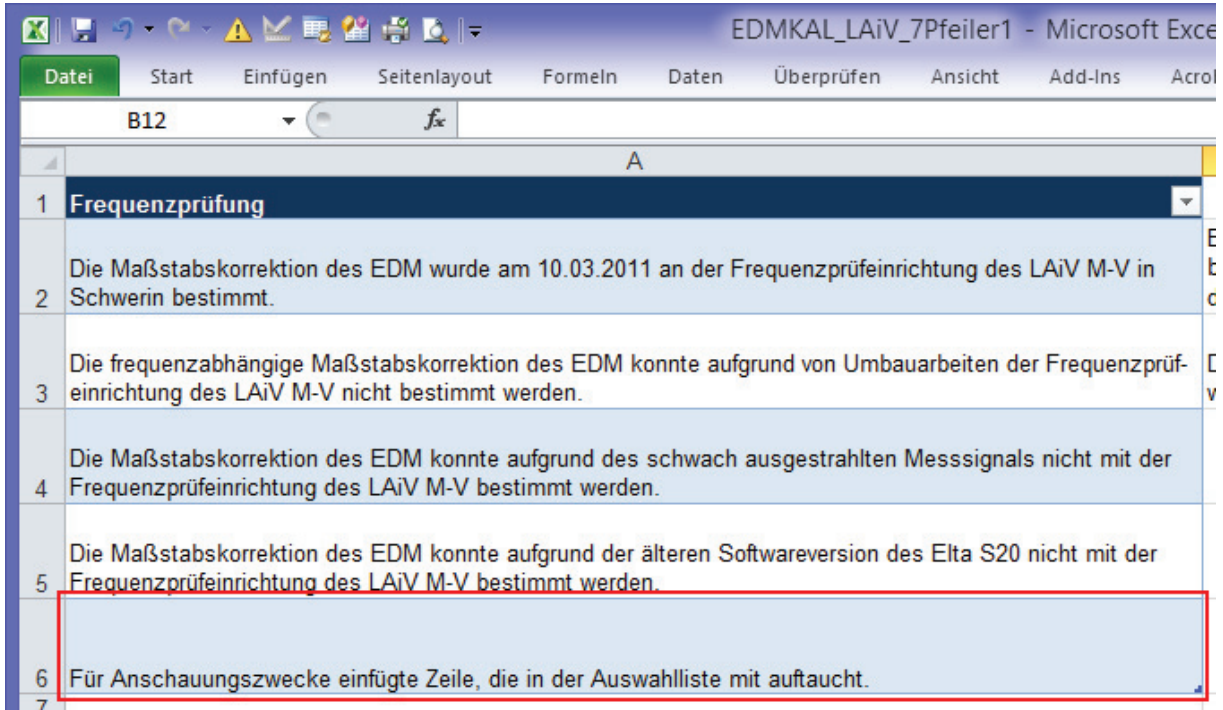 EDMKAL_LAiV_7Pfeiler1 - Microsoft Exce
Datei Start Einfügen Seitenlayout Formeln Daten Überprüfen Ansicht Add-Ins Acro
B12 fx
A
1 Frequenzprüfung
Die Maßstabskorrektion des EDM wurde am 10.03.2011 an der Frequenzprüfeinrichtung des LAiV M-V in
2 Schwerin bestimmt.
Die frequenzabhängige Maßstabskorrektion des EDM konnte aufgrund von Umbauarbeiten der Frequenzprüf-
3 einrichtung des LAiV M-V nicht bestimmt werden.
Die Maßstabskorrektion des EDM konnte aufgrund des schwach ausgestrahlten Messsignals nicht mit der
4 Frequenzprüfeinrichtung des LAiV M-V bestimmt werden.
Die Maßstabskorrektion des EDM konnte aufgrund der älteren Softwareversion des Elta S20 nicht mit der
5 Frequenzprüfeinrichtung des LAiV M-V bestimmt werden.
6 Für Anschauungszwecke einfügte Zeile, die in der Auswahlliste mit auftaucht.
7